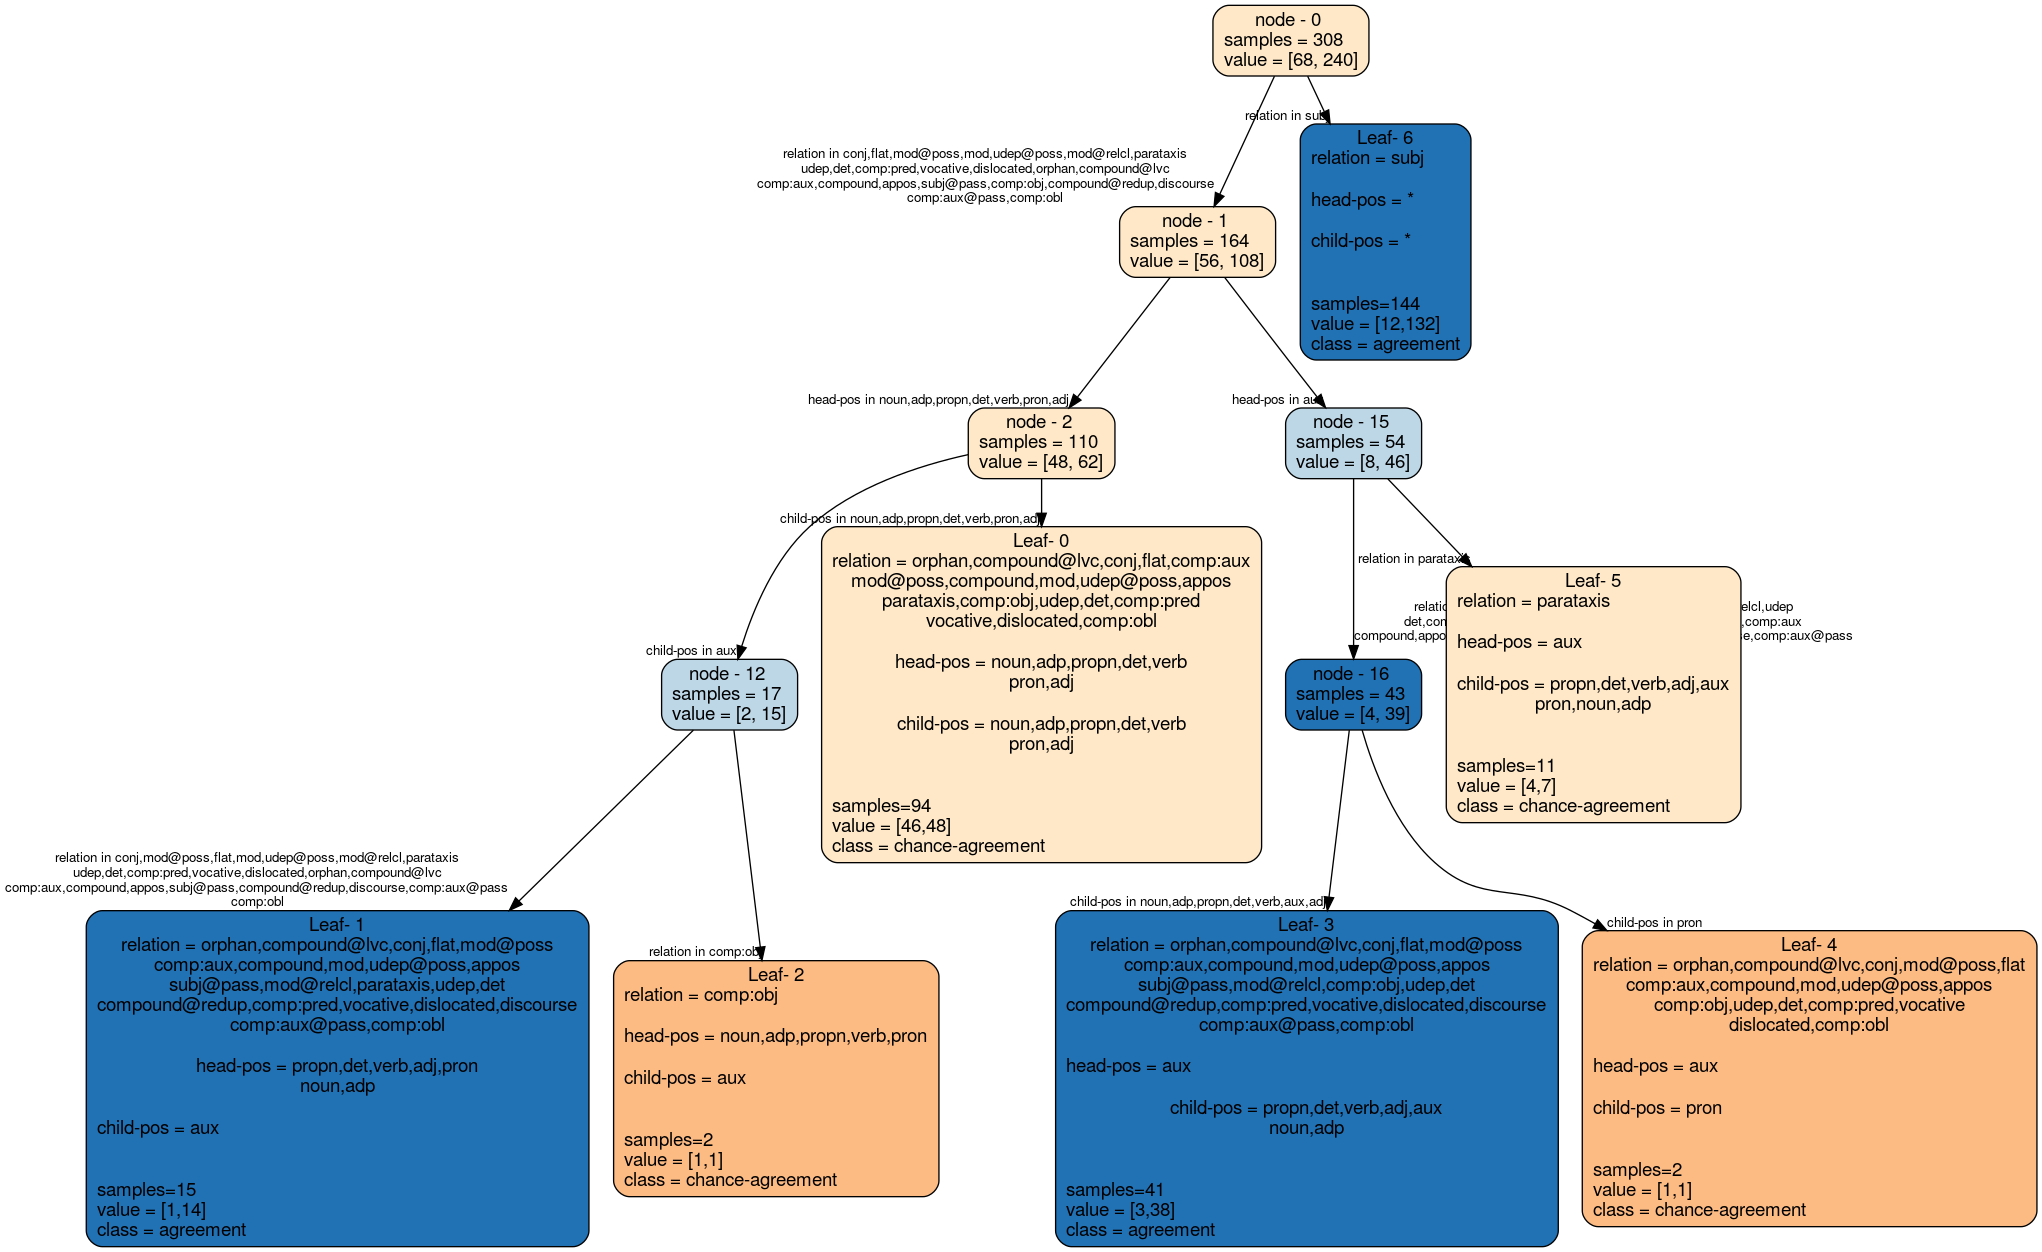 node - 0
samples = 308
value = [68, 240]
relation in subj
Leaf- 6
relation = subj
head-pos = *
child-pos = *
samples=144
value = [12,132]
class = agreement
relation in conj,flat,mod@poss,mod,udep@poss,mod@relcl,parataxis
udep,det,comp:pred,vocative,dislocated,orphan,compound@lvc
comp:aux,compound,appos,subj@pass,comp:obj,compound@redup,discourse
comp:aux@pass,comp:obl
node - 1
samples = 164
value = [56, 108]
head-pos in noun,adp,propn,det,verb,pron,adj
node - 2
samples = 110
value = [48, 62]
head-pos in aux
node - 15
samples = 54
value = [8, 46]
child-pos in noun,adp,propn,det,verb,pron,adj
Leaf- 0
relation = orphan,compound@lvc,conj,flat,comp:aux
mod@poss,compound,mod,udep@poss,appos
parataxis,comp:obj,udep,det,comp:pred
vocative,dislocated,comp:obl
head-pos = noun,adp,propn,det,verb
pron,adj
child-pos = noun,adp,propn,det,verb
pron,adj
samples=94
value = [46,48]
class = chance-agreement
relation in parataxis
Leaf- 5
relation = parataxis
head-pos = aux
child-pos = propn,det,verb,adj,aux
pron,noun,adp
samples=11
value = [4,7]
class = chance-agreement
udep
det
comp:aux
compound,appo
comp:aux@pass
child-pos in aux
node - 12
samples = 17
value = [2, 15]
node - 16
samples = 43
value = [4, 39]
relation in conj,mod@poss,flat,mod,udep@poss,mod@relcl,parataxis
udep,det,comp:pred,vocative,dislocated,orphan,compound@lvc
comp:aux,compound,appos,subj@pass,compound@redup,discourse,comp:aux@pass
comp:obl
Leaf- 1
relation = orphan,compound@lvc,conj,flat,mod@poss
comp:aux,compound,mod,udep@poss,appos
subj@pass,mod@relcl,parataxis,udep,det
compound@redup,comp:pred,vocative,dislocated,discourse
comp:aux@pass,comp:obl
head-pos = propn,det,verb,adj,pron
noun,adp
child-pos = aux
samples=15
value = [1,14]
class = agreement
relation in comp:obj
Leaf- 2
relation = comp:obj
head-pos = noun,adp,propn,verb,pron
child-pos = aux
samples=2
value = [1,1]
class = chance-agreement
child-pos in noun,adp,propn,det,verb,aux,adj
Leaf- 3
relation = orphan,compound@lvc,conj,flat,mod@poss
comp:aux,compound,mod,udep@poss,appos
subj@pass,mod@relcl,comp:obj,udep,det
compound@redup,comp:pred,vocative,dislocated,discourse
comp:aux@pass,comp:obl
head-pos = aux
child-pos = propn,det,verb,adj,aux
noun,adp
samples=41
value = [3,38]
class = agreement
child-pos in pron
Leaf- 4
relation = orphan,compound@lvc,conj,mod@poss,flat
comp:aux,compound,mod,udep@poss,appos
comp:obj,udep,det,comp:pred,vocative
dislocated,comp:obl
head-pos = aux
child-pos = pron
samples=2
value = [1,1]
class = chance-agreement